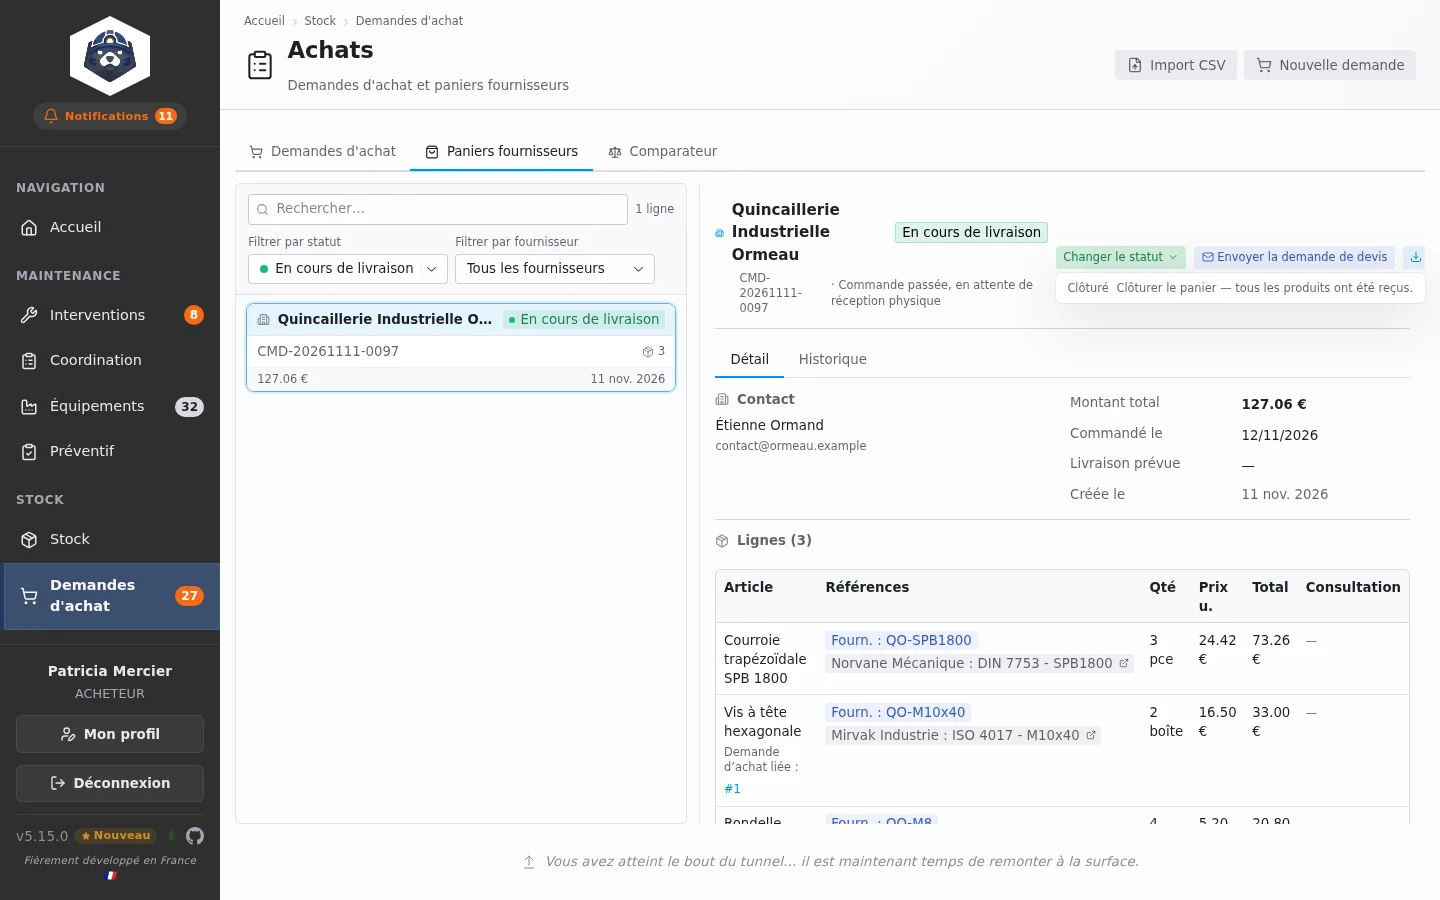 Notifications 11
NAVIGATION
Accueil
MAINTENANCE
Interventions 8
Coordination
Équipements 32
Préventif
STOCK
Stock
Demandes d'achat 27
Patricia Mercier
ACHETEUR
Mon profil
Déconnexion
v5.15.0 Nouveau
Fièrement développé en France
Accueil Stock Demandes d'achat
Achats
Demandes d'achat et paniers fournisseurs
Import CSV
Nouvelle demande
Demandes d'achat
Paniers fournisseurs
Comparateur
Rechercher...
1 ligne
Filtrer par statut
Filtrer par fournisseur
En cours de livraison
Tous les fournisseurs
Quincaillerie Industrielle O...
En cours de livraison
CMD-20261111-0097
3
127.06 €
11 nov. 2026
Quincaillerie
Industrielle
Ormeau
En cours de livraison
CMD-
20261111-
0097
· Commande passée, en attente de
réception physique
Changer le statut
Envoyer la demande de devis
Clôturé Clôturer le panier — tous les produits ont été reçus.
Détail
Historique
Contact
Étienne Ormand
contact@ormeau.example
Montant total 127.06 €
Commandé le 12/11/2026
Livraison prévue —
Créée le 11 nov. 2026
Lignes (3)
Article Références Qté Prix u. Total Consultation
Courroie
trapézoïdale
SPB 1800
Fourn. : QO-SPB1800
Norvane Mécanique : DIN 7753 - SPB1800
3 pce
24.42 €
73.26 €
—
Vis à tête
hexagonale
Demande
d’achat liée :
#1
Fourn. : QO-M10x40
Mirvak Industrie : ISO 4017 - M10x40
2 boîte
16.50 €
33.00 €
—
Rondelle
Fourn. : QO-M8
4
5.20
20.80
Vous avez atteint le bout du tunnel... il est maintenant temps de remonter à la surface.